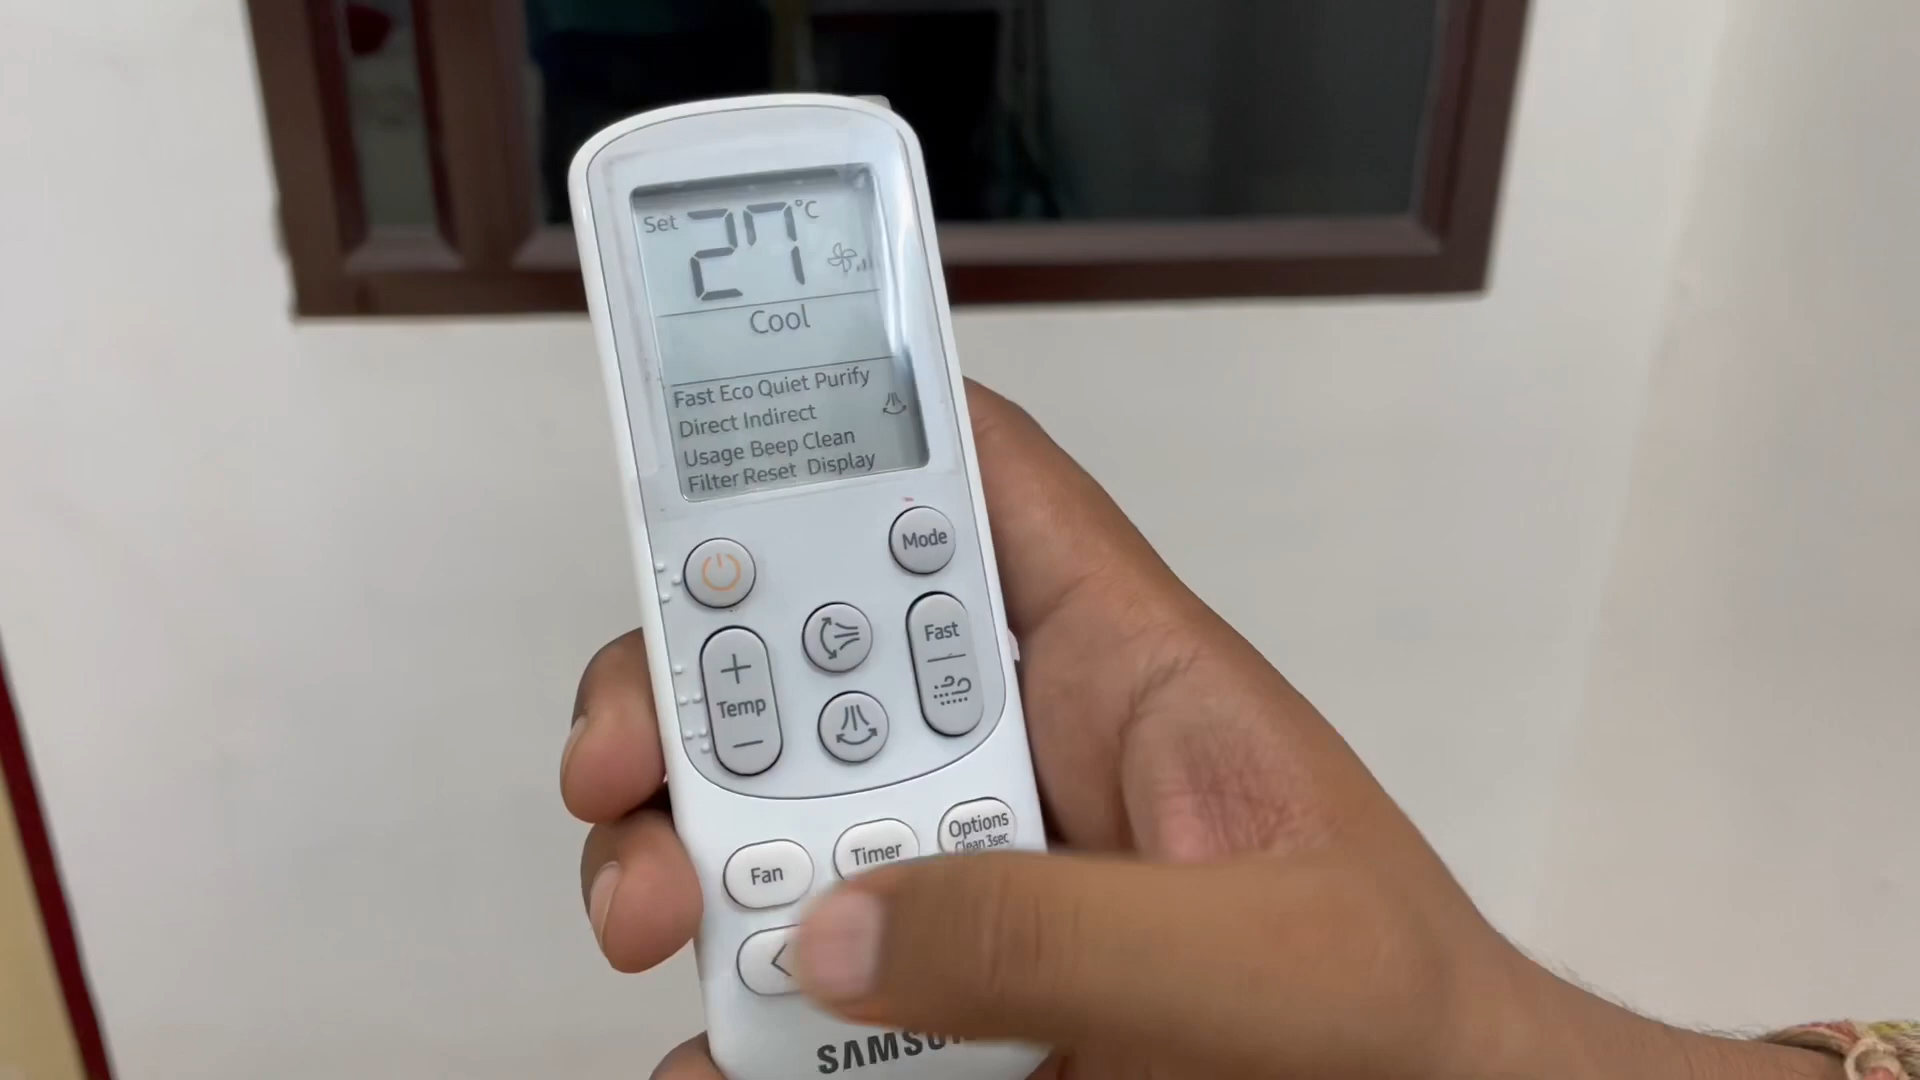 Set 27°C
Cool
Fast Eco Quiet Purify
Direct Indirect
Usage Beep Clean
Filter Reset Display
Mode
Fast
+
Temp
—
Options
Clean 3sec
Timer
Fan
<
SAMSUN